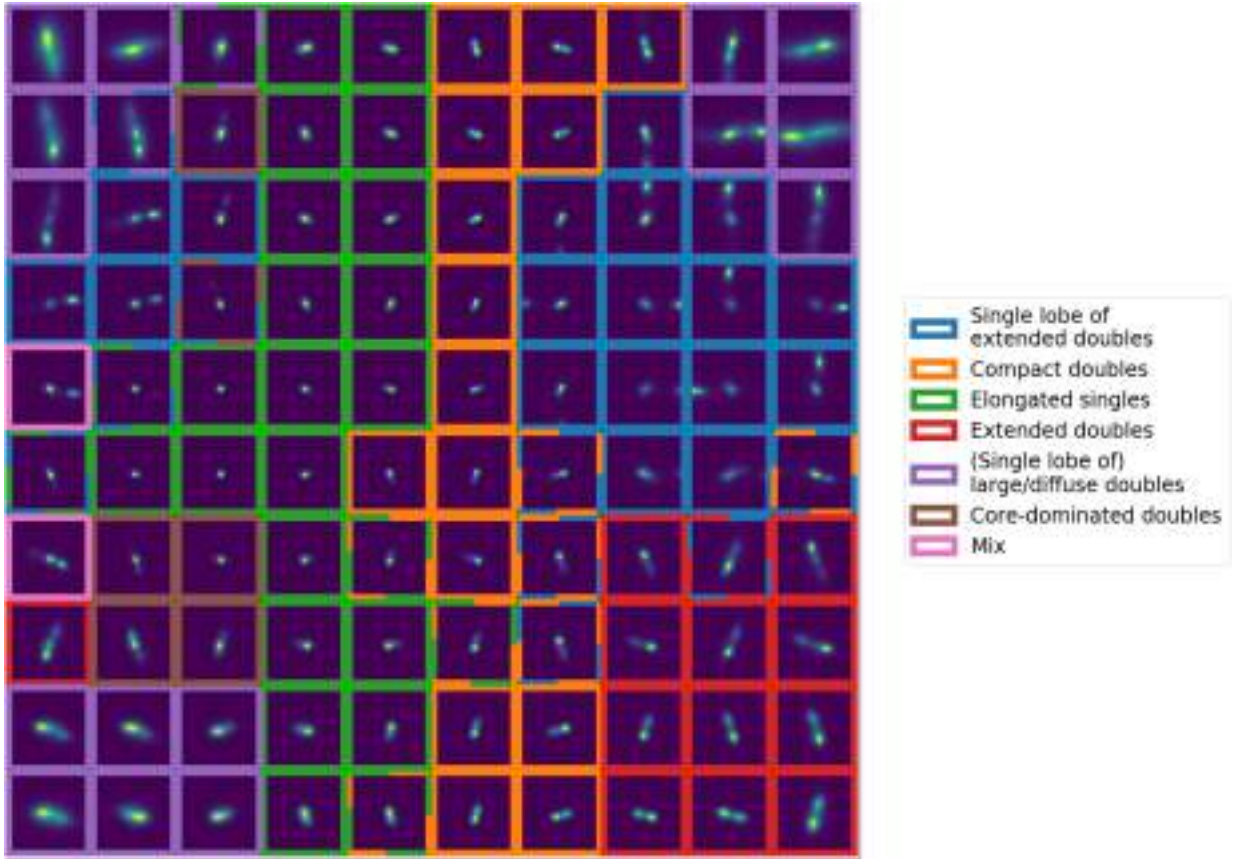 Single lobe of
extended doubles
Compact doubles
Elongated singles
Extended doubles
(Single lobe of)
large/diffuse doubles
Core-dominated doubles
Mix